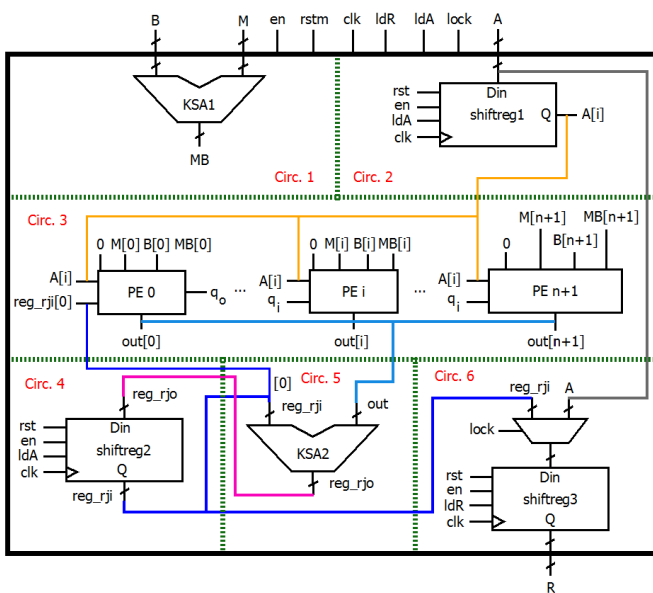 B M en rstm clk ldR ldA lock A
KSA1
MB
rst
en
ldA
clk
Din
shiftreg1
Q
A[i]
Circ. 1 Circ. 2
Circ. 3
0 M[0] B[0] MB[0]
A[i]
reg_rji[0]
PE 0
q_o ...
out[0]
0 M[i] B[i] MB[i]
A[i]
q_i
PE i
...
out[i]
M[n+1] MB[n+1]
0 B[n+1]
A[i]
q_i
PE n+1
out[n+1]
Circ. 4
reg_rjo
rst
en
ldA
clk
Din
shiftreg2
Q
reg_rji
[0] Circ. 5
reg_rji out
KSA2
reg_rjo
Circ. 6
reg_rji A
lock
rst
en
ldR
clk
Din
shiftreg3
Q
R